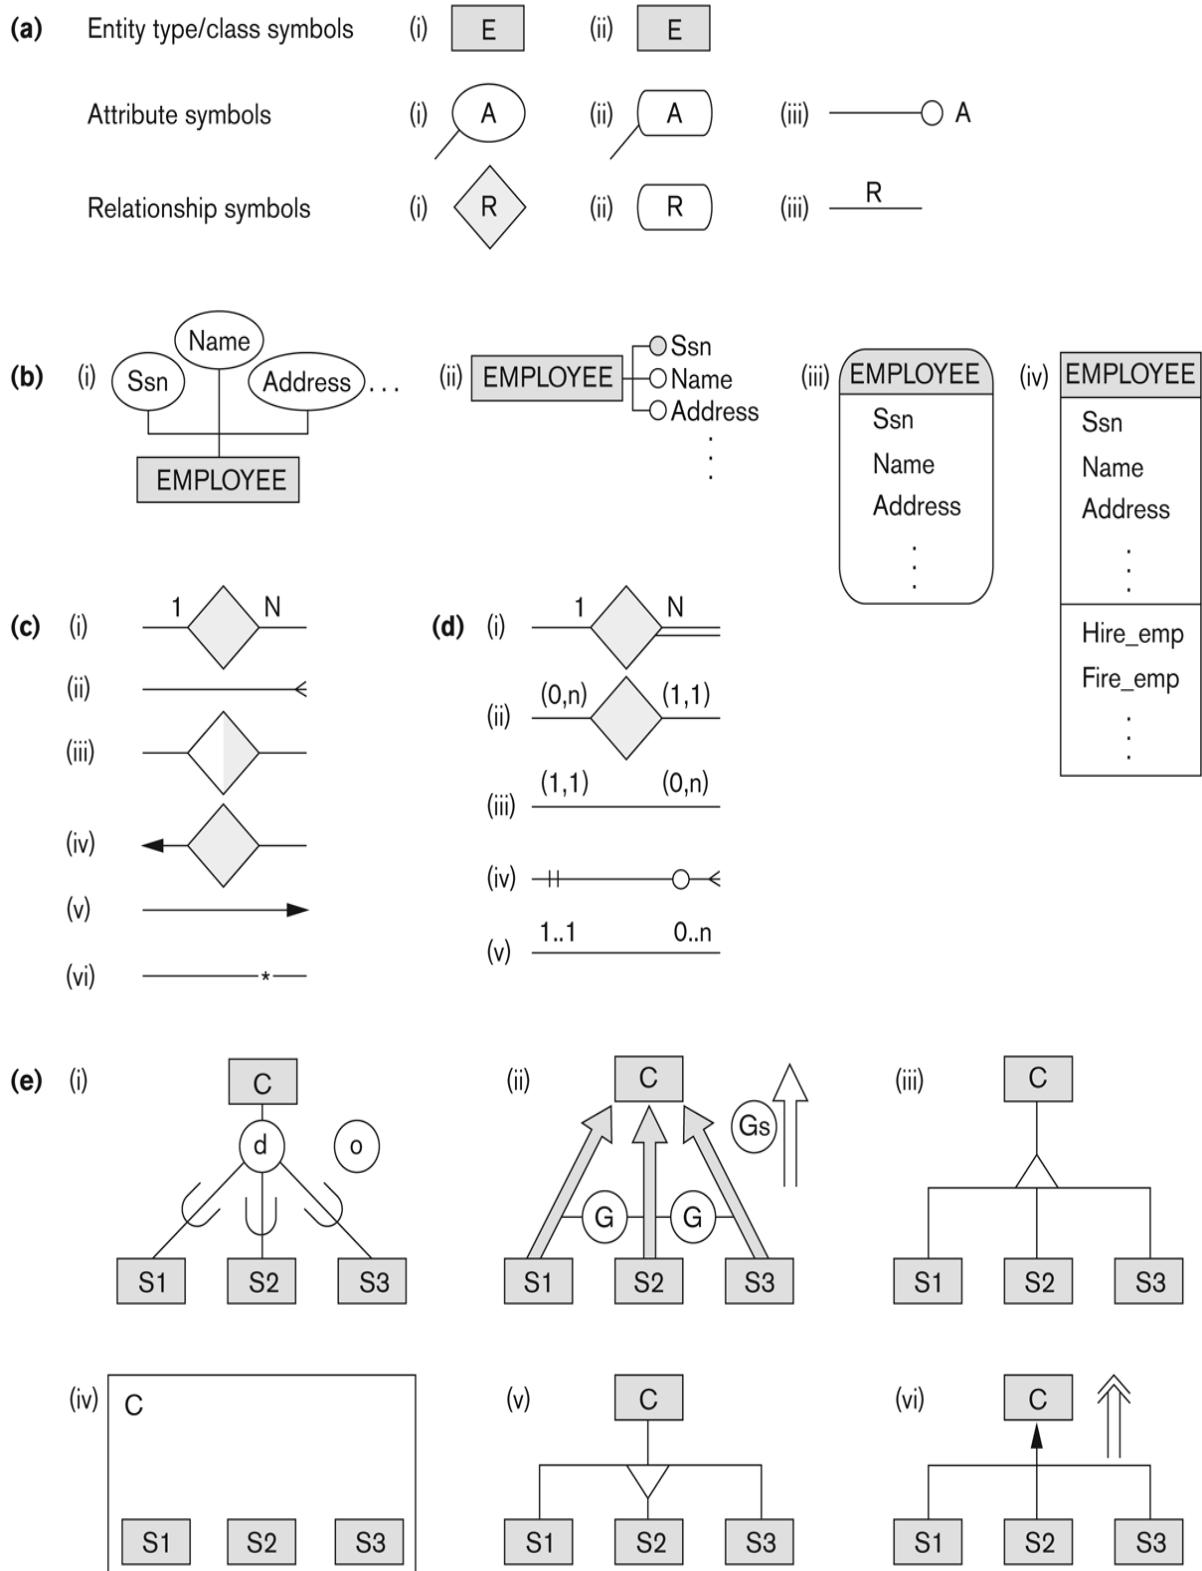 (a) Entity type/class symbols (i) E (ii) E
Attribute symbols (i) A (ii) A (iii) A
Relationship symbols (i) R (ii) R (iii) R
(b) (i) Ssn Name Address . . .
EMPLOYEE
(ii) EMPLOYEE
Ssn
Name
Address
.
.
.
(iii) EMPLOYEE
Ssn
Name
Address
.
.
.
(iv) EMPLOYEE
Ssn
Name
Address
.
.
.
Hire_emp
Fire_emp
.
.
.
(c) (i) 1 N
(ii)
(iii)
(iv)
(v)
(vi) *
(d) (i) 1 N
(ii) (0,n) (1,1)
(iii) (1,1) (0,n)
(iv)
(v) 1..1 0..n
(e) (i) C
d o
S1 S2 S3
(ii) C
Gs
G G
S1 S2 S3
(iii) C
S1 S2 S3
(iv) C
S1 S2 S3
(v) C
S1 S2 S3
(vi) C
S1 S2 S3